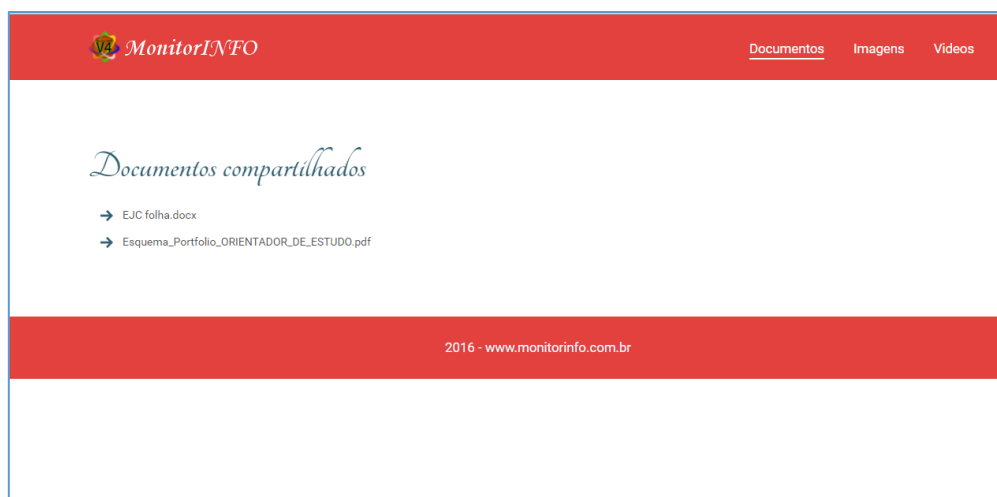 V4 MonitorINFO
Documentos Imagens Videos
Documentos compartilhados
EJC folha.docx
Esquema_Portfolio_ORIENTADOR_DE_ESTUDO.pdf
2016 - www.monitorinfo.com.br